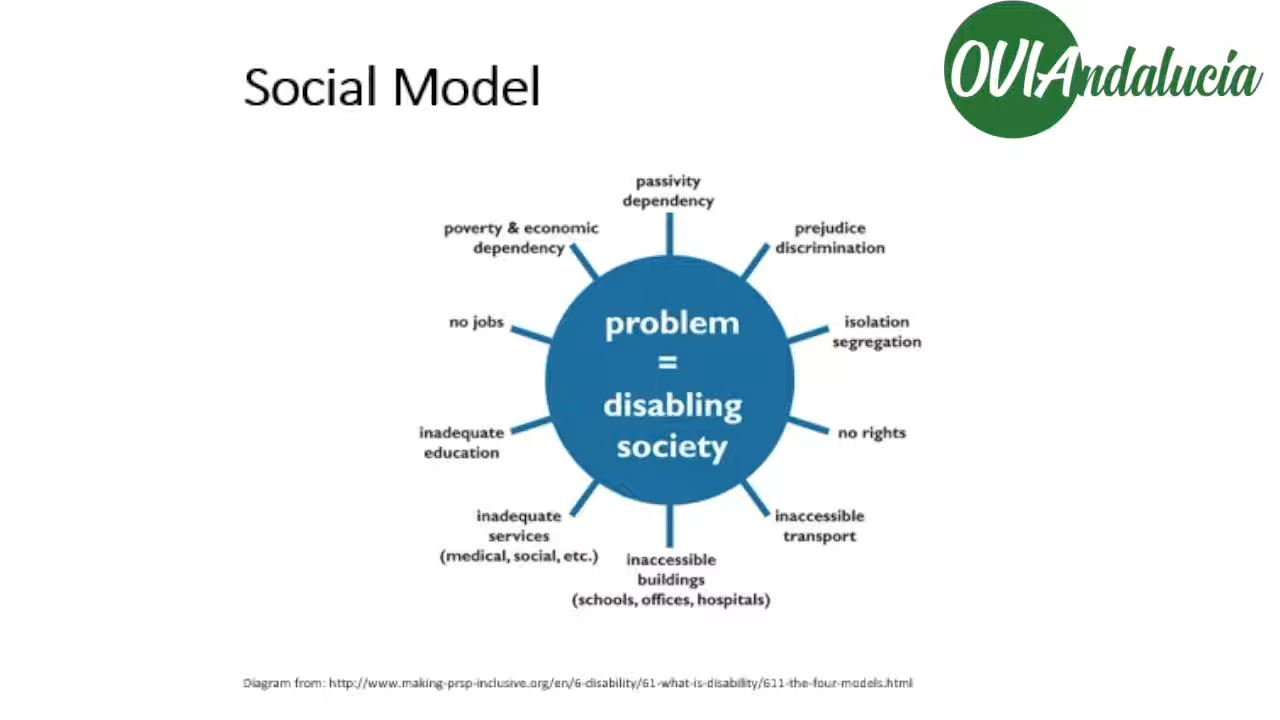 Social Model
OVIAndalucía
passivity
dependency
poverty & economic
dependency
prejudice
discrimination
no jobs
isolation
segregation
problem
=
disabling
society
inadequate
education
no rights
inadequate
services
(medical, social, etc.)
inaccessible
transport
inaccessible
buildings
(schools, offices, hospitals)
Diagram from: http://www.making-prsp-inclusive.org/en/6-disability/61-what-is-disability/611-the-four-models.html